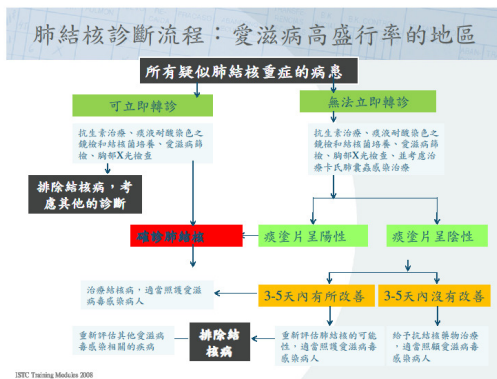 肺結核診斷流程：愛滋病高盛行率的地區
所有疑似肺結核重症的病患
可立即轉診
無法立即轉診
抗生素治療、痰液耐酸染色之
鏡檢和結核菌培養、愛滋病篩
檢、胸部X光檢查
抗生素治療、痰液耐酸染色之
鏡檢和結核菌培養、愛滋病篩
檢、胸部X光檢查、並考慮治
療卡氏肺囊蟲感染治療
排除結核病，考
慮其他的診斷
確診肺結核
痰塗片呈陽性
痰塗片呈陰性
治療結核病，適當照護愛滋
病毒感染病人
3-5天內有所改善
3-5天內沒有改善
重新評估其他愛滋病
毒感染相關的疾病
排除結
核病
重新評估肺結核的可能
性，適當照護愛滋病毒
感染病人
給予抗結核藥物治療
，適當照顧愛滋病毒
感染病人
ISTC Training Modules 2008